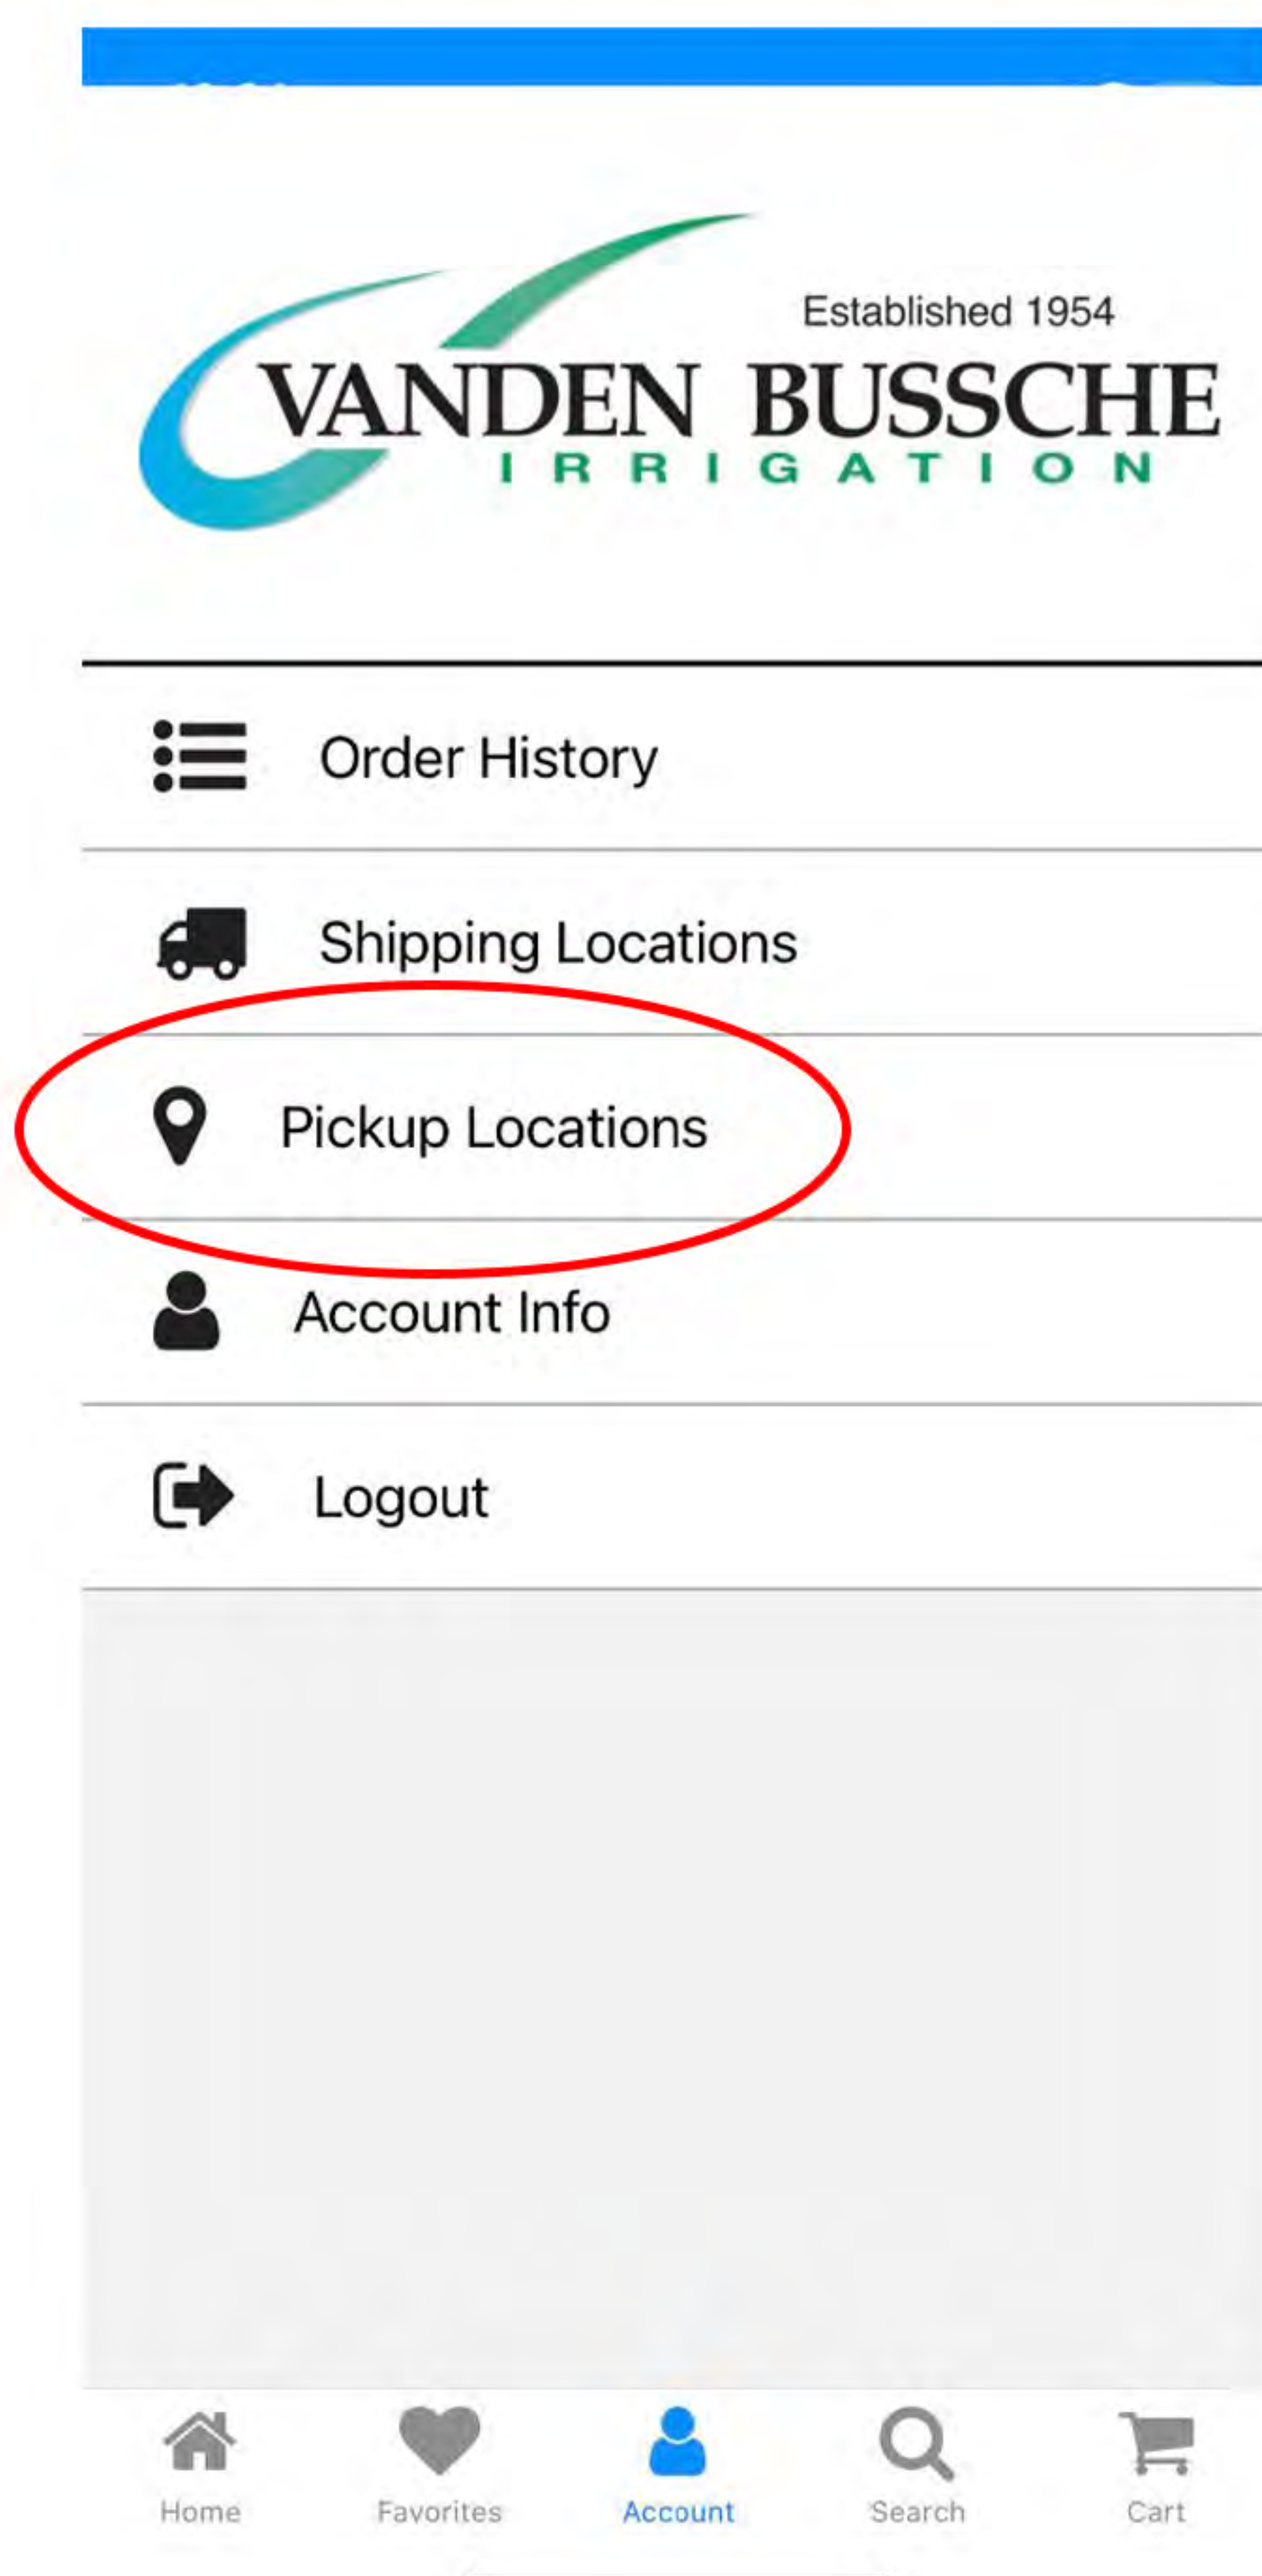 Established 1954
VANDEN BUSSCHE
IRRIGATION
Order History
Shipping Locations
Pickup Locations
Account Info
Logout
Home Favorites Account Search Cart